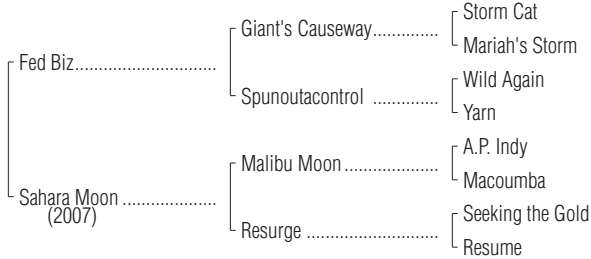 Storm Cat
Giant's Causeway..............
Mariah's Storm
Fed Biz..............................
Wild Again
Spunoutacontrol ..............
Yarn
A.P. Indy
Malibu Moon....................
Macoumba
Sahara Moon ....................
(2007)
Seeking the Gold
Resurge ............................
Resume